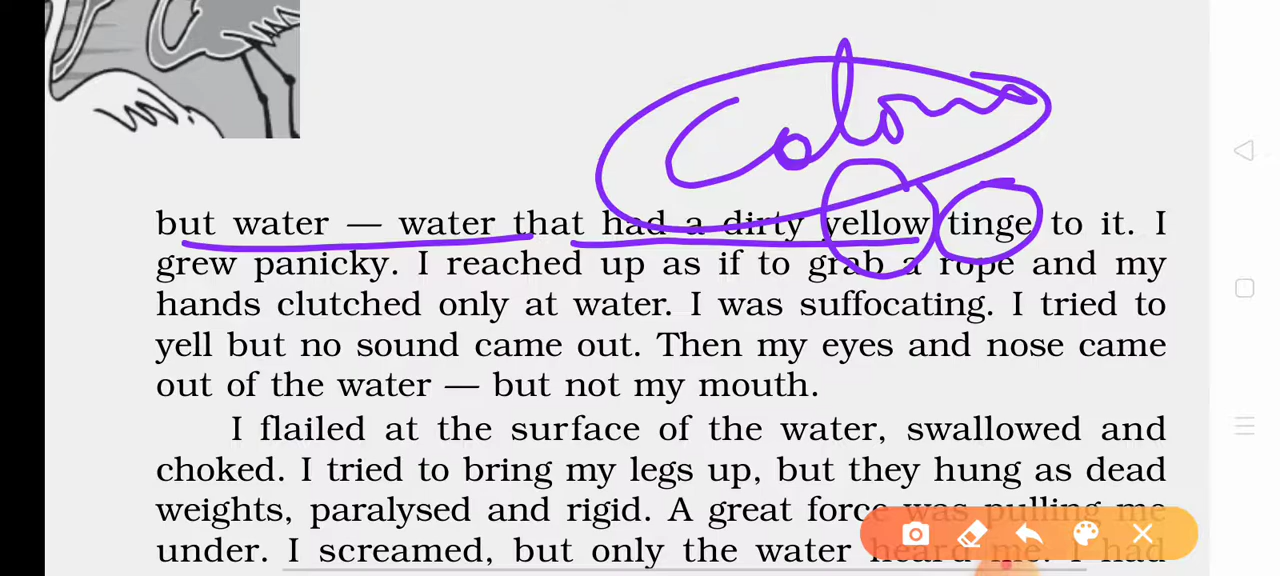 Colour
but water — water that had a dirty yellow tinge to it. I
grew panicky. I reached up as if to grab a rope and my
hands clutched only at water. I was suffocating. I tried to
yell but no sound came out. Then my eyes and nose came
out of the water — but not my mouth.
I flailed at the surface of the water, swallowed and
choked. I tried to bring my legs up, but they hung as dead
weights, paralysed and rigid. A great force was pulling me
under. I screamed, but only the water heard me. I had